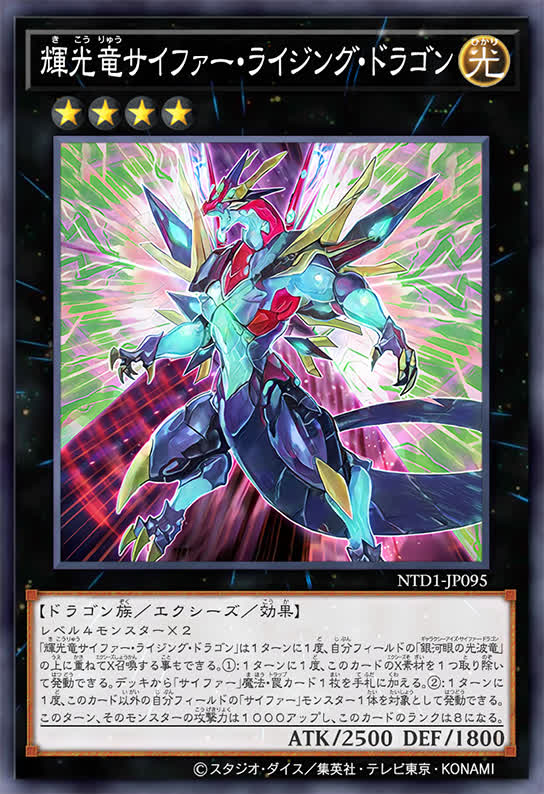 輝光竜サイファー・ライジング・ドラゴン
光
NTD1-JP095
【ドラゴン族／エクシーズ／効果】
レベル４モンスター×２
「輝光竜サイファー・ライジング・ドラゴン」は１ターンに１度、自分フィールドの「銀河眼の光波竜」
の上に重ねてX召喚する事もできる。①：１ターンに１度、このカードのX素材を１つ取り除い
て発動できる。デッキから「サイファー」魔法・罠カード１枚を手札に加える。②：１ターンに
１度、このカード以外の自分フィールドの「サイファー」モンスター１体を対象として発動できる。
このターン、そのモンスターの攻撃力は１０００アップし、このカードのランクは８になる。
ATK/2500 DEF/1800
©スタジオ・ダイス／集英社・テレビ東京・KONAMI